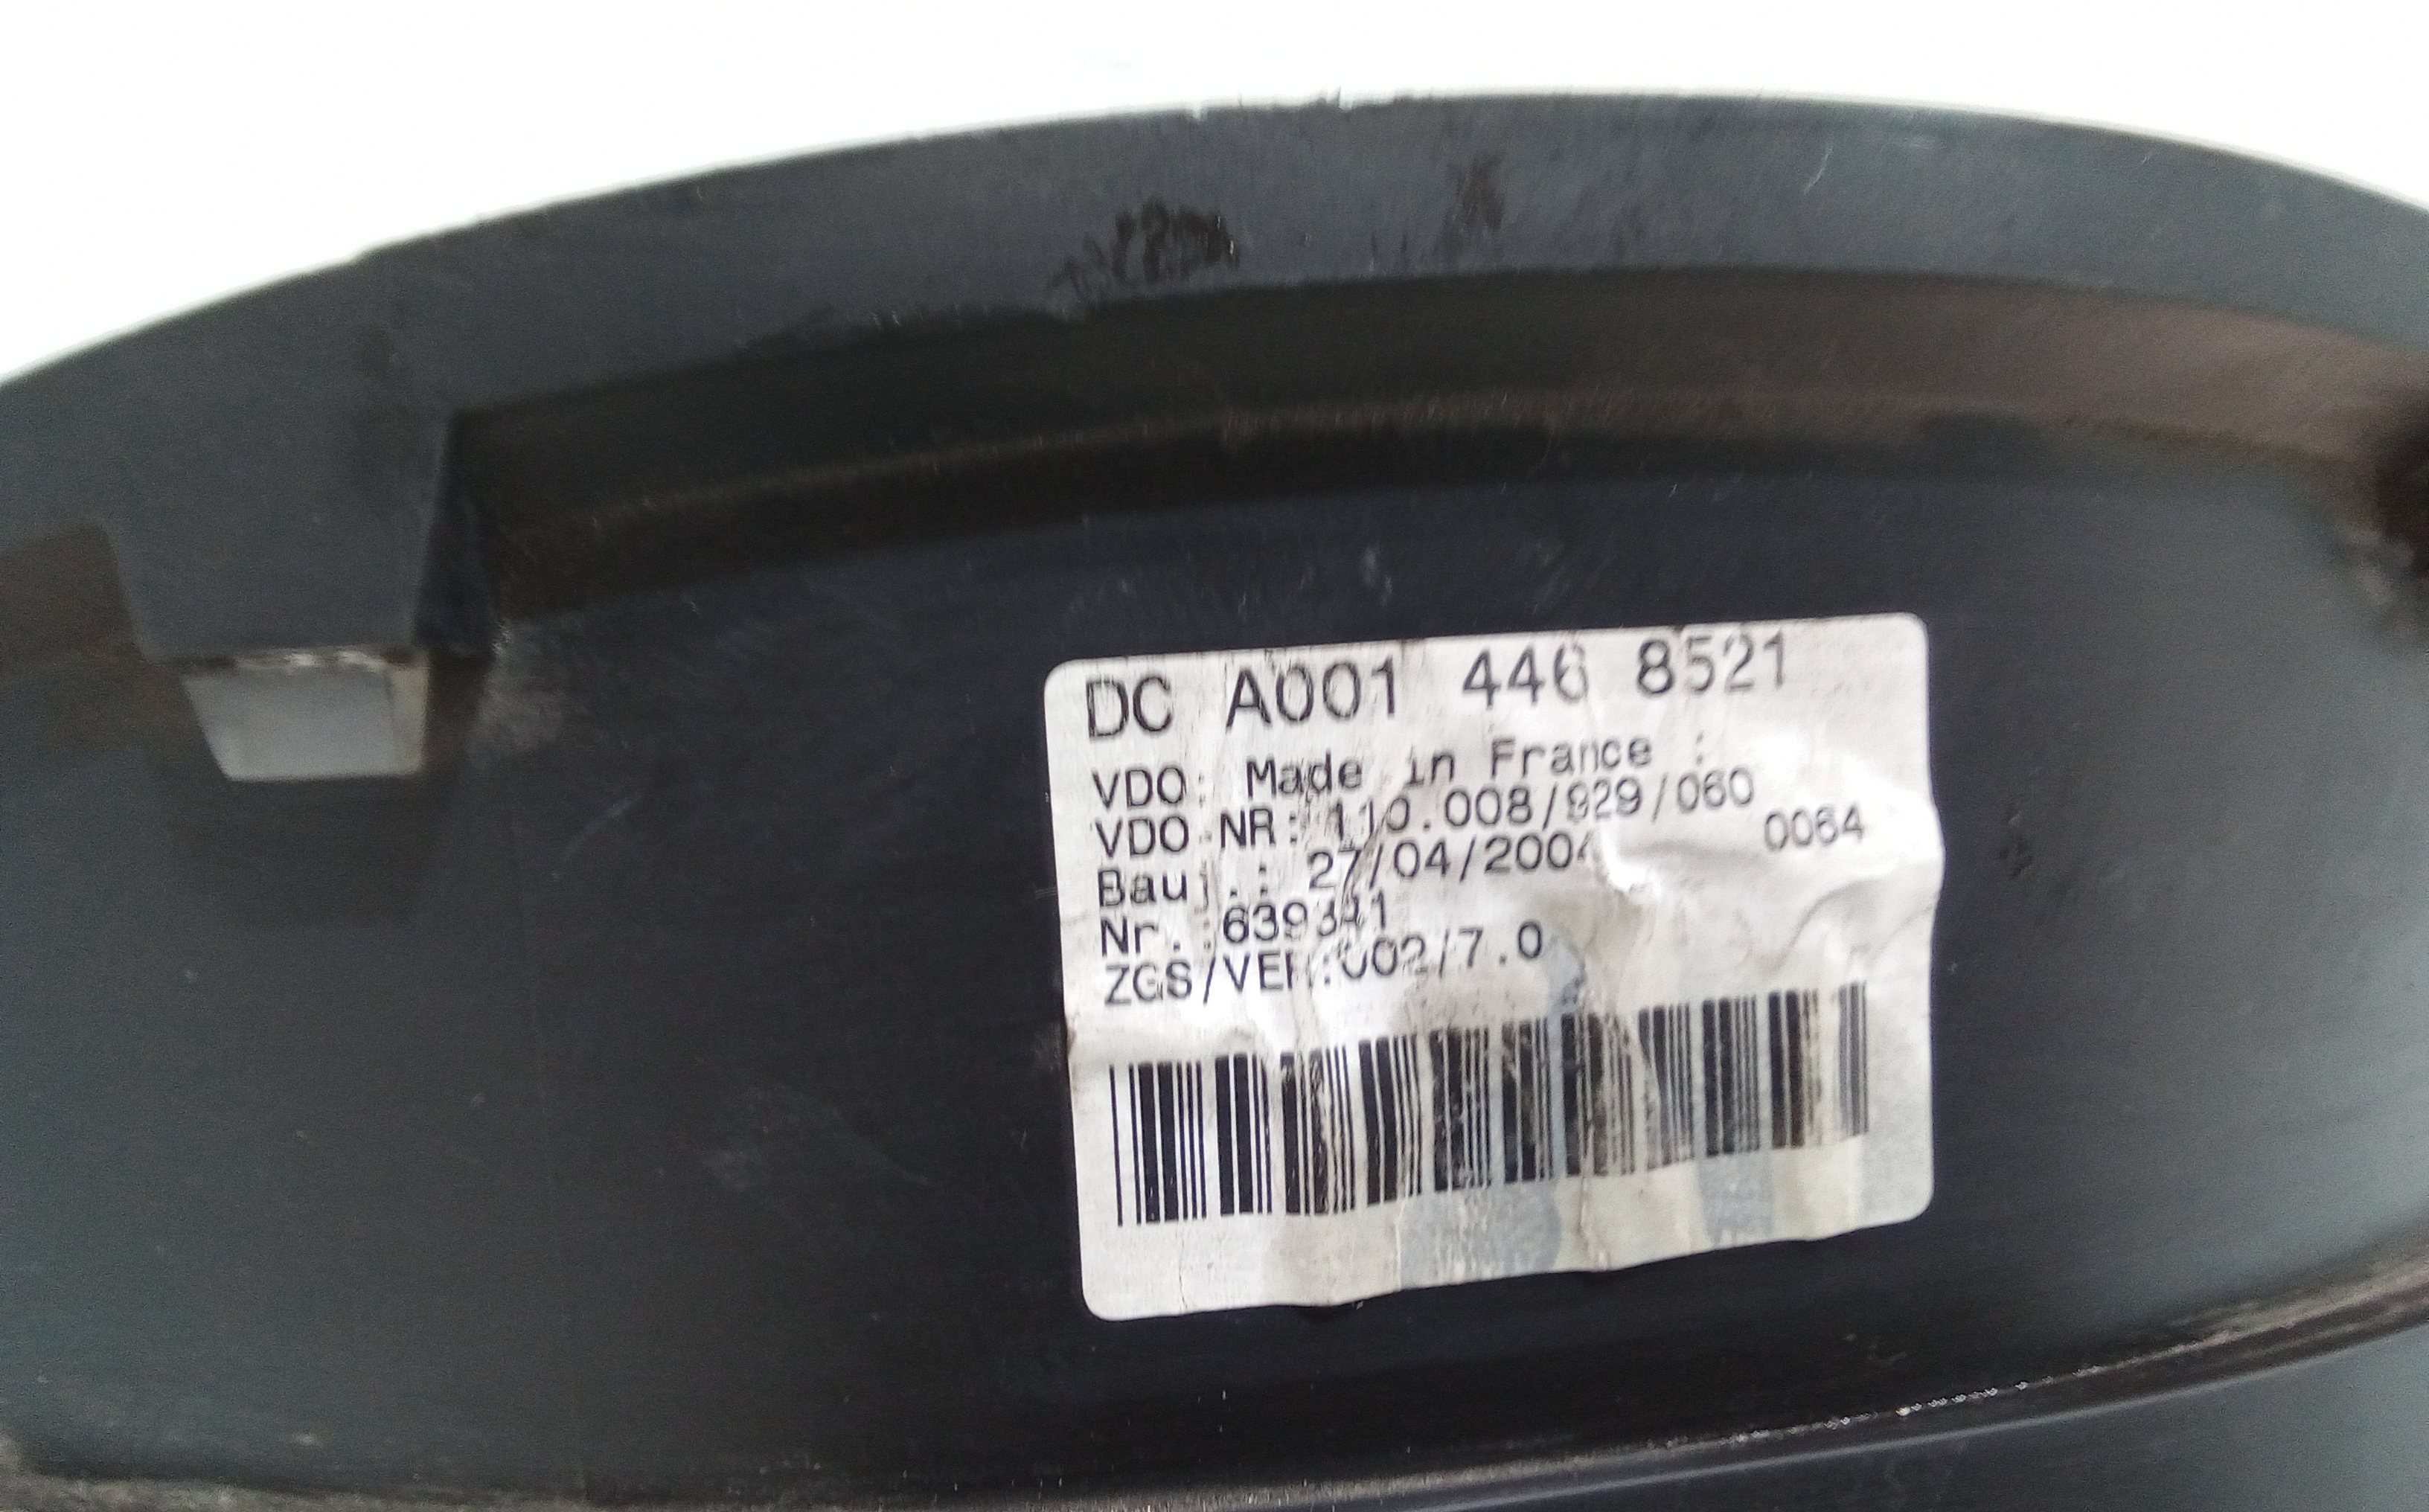 DC A001 446 8521
VDO: Made in France :
VDO-NR: 110.008/929/060
Bauj.: 27/04/2004 0064
Nr. :639341
ZGS/VER.:002/7.0